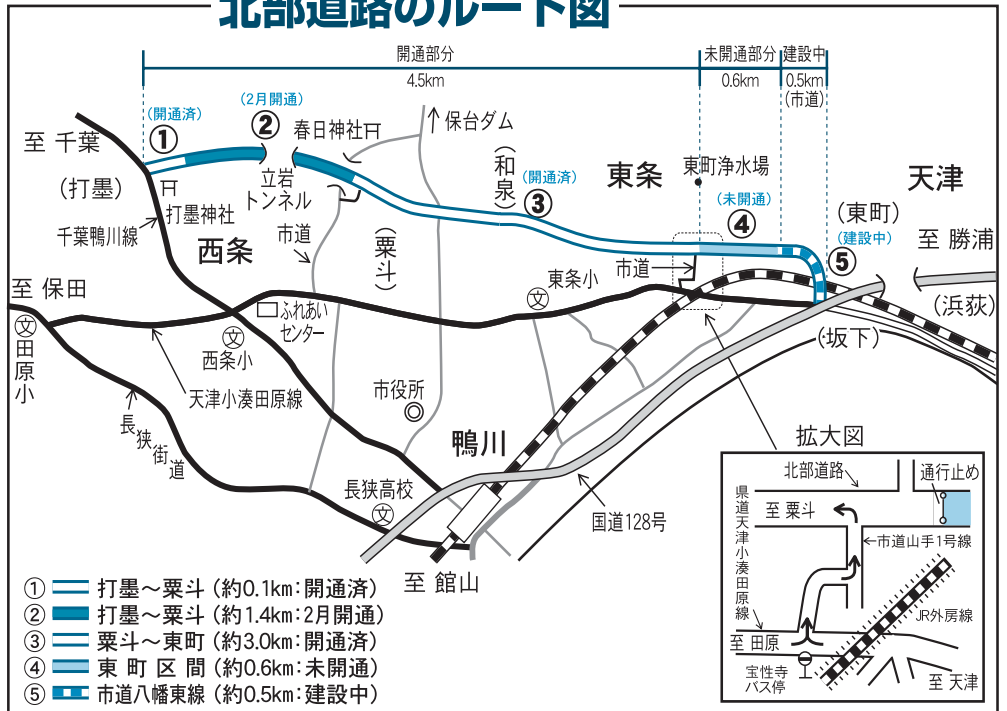 北部道路のルート図
開通部分
未開通部分
建設中
4.5km
0.6km
0.5km
(市道)
(開通済)
①
(2月開通)
②
春日神社
保台ダム
至 千葉
(打墨)
打墨神社
千葉鴨川線
立岩
トンネル
市道
西条
(粟斗)
(和泉)
(開通済)
③
東条
東町浄水場
(未開通)
④
天津
(東町)
(建設中)
⑤
至 勝浦
(浜荻)
至 保田
文
田原小
ふれあい
センター
文
西条小
天津小湊田原線
長狭街道
市役所
文
東条小
市道
(坂下)
鴨川
長狭高校
文
国道128号
至 館山
拡大図
北部道路
通行止め
県道天津小湊田原線
至 粟斗
市道山手1号線
JR外房線
至 田原
宝性寺
バス停
至 天津
① 打墨〜粟斗 (約0.1km:開通済)
② 打墨〜粟斗 (約1.4km:2月開通)
③ 粟斗〜東町 (約3.0km:開通済)
④ 東町区間 (約0.6km:未開通)
⑤ 市道八幡東線 (約0.5km:建設中)